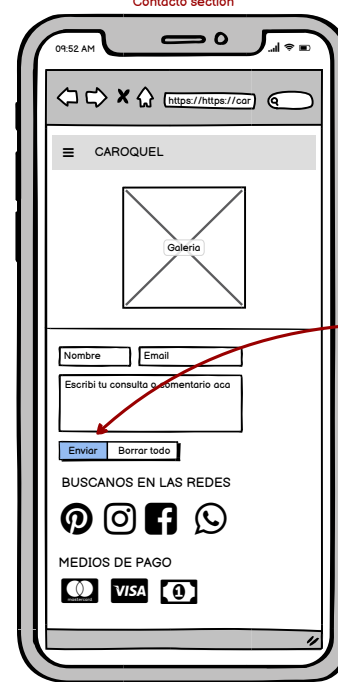 Contacto section
09:52 AM
https://https://car
CAROQUEL
Galeria
Nombre Email
Escribi tu consulta o comentario aca
Enviar Borrar todo
BUSCANOS EN LAS REDES
MEDIOS DE PAGO
mastercard VISA 1